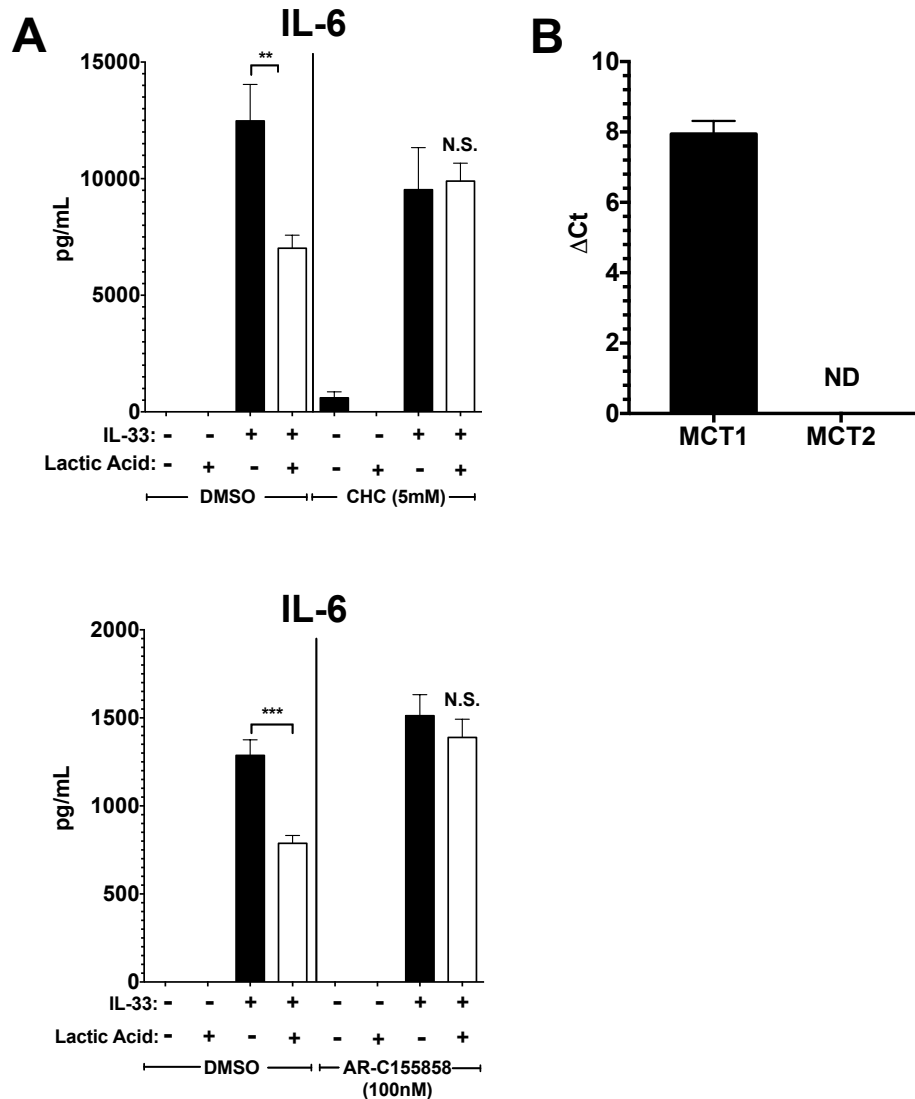 A
IL-6
15000
10000
5000
0
pg/mL
**
N.S.
IL-33: - - + + - - + +
Lactic Acid: - + - + - + - +
DMSO CHC (5mM)
B
10
8
6
4
2
0
ΔCt
ND
MCT1 MCT2
IL-6
2000
1500
1000
500
0
pg/mL
***
N.S.
IL-33: - - + + - - + +
Lactic Acid: - + - + - + - +
DMSO AR-C155858
(100nM)